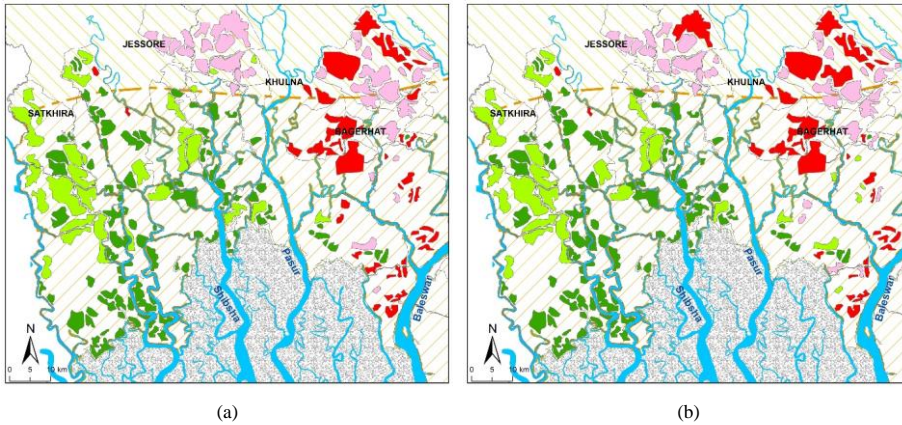 JESSORE
KHULNA
SATKHIRA
BAGERHAT
Pasur
Shibsha
Baleswar
N
0 5 10 km
(a)
JESSORE
KHULNA
SATKHIRA
BAGERHAT
Pasur
Shibsha
Baleswar
N
0 5 10 km
(b)